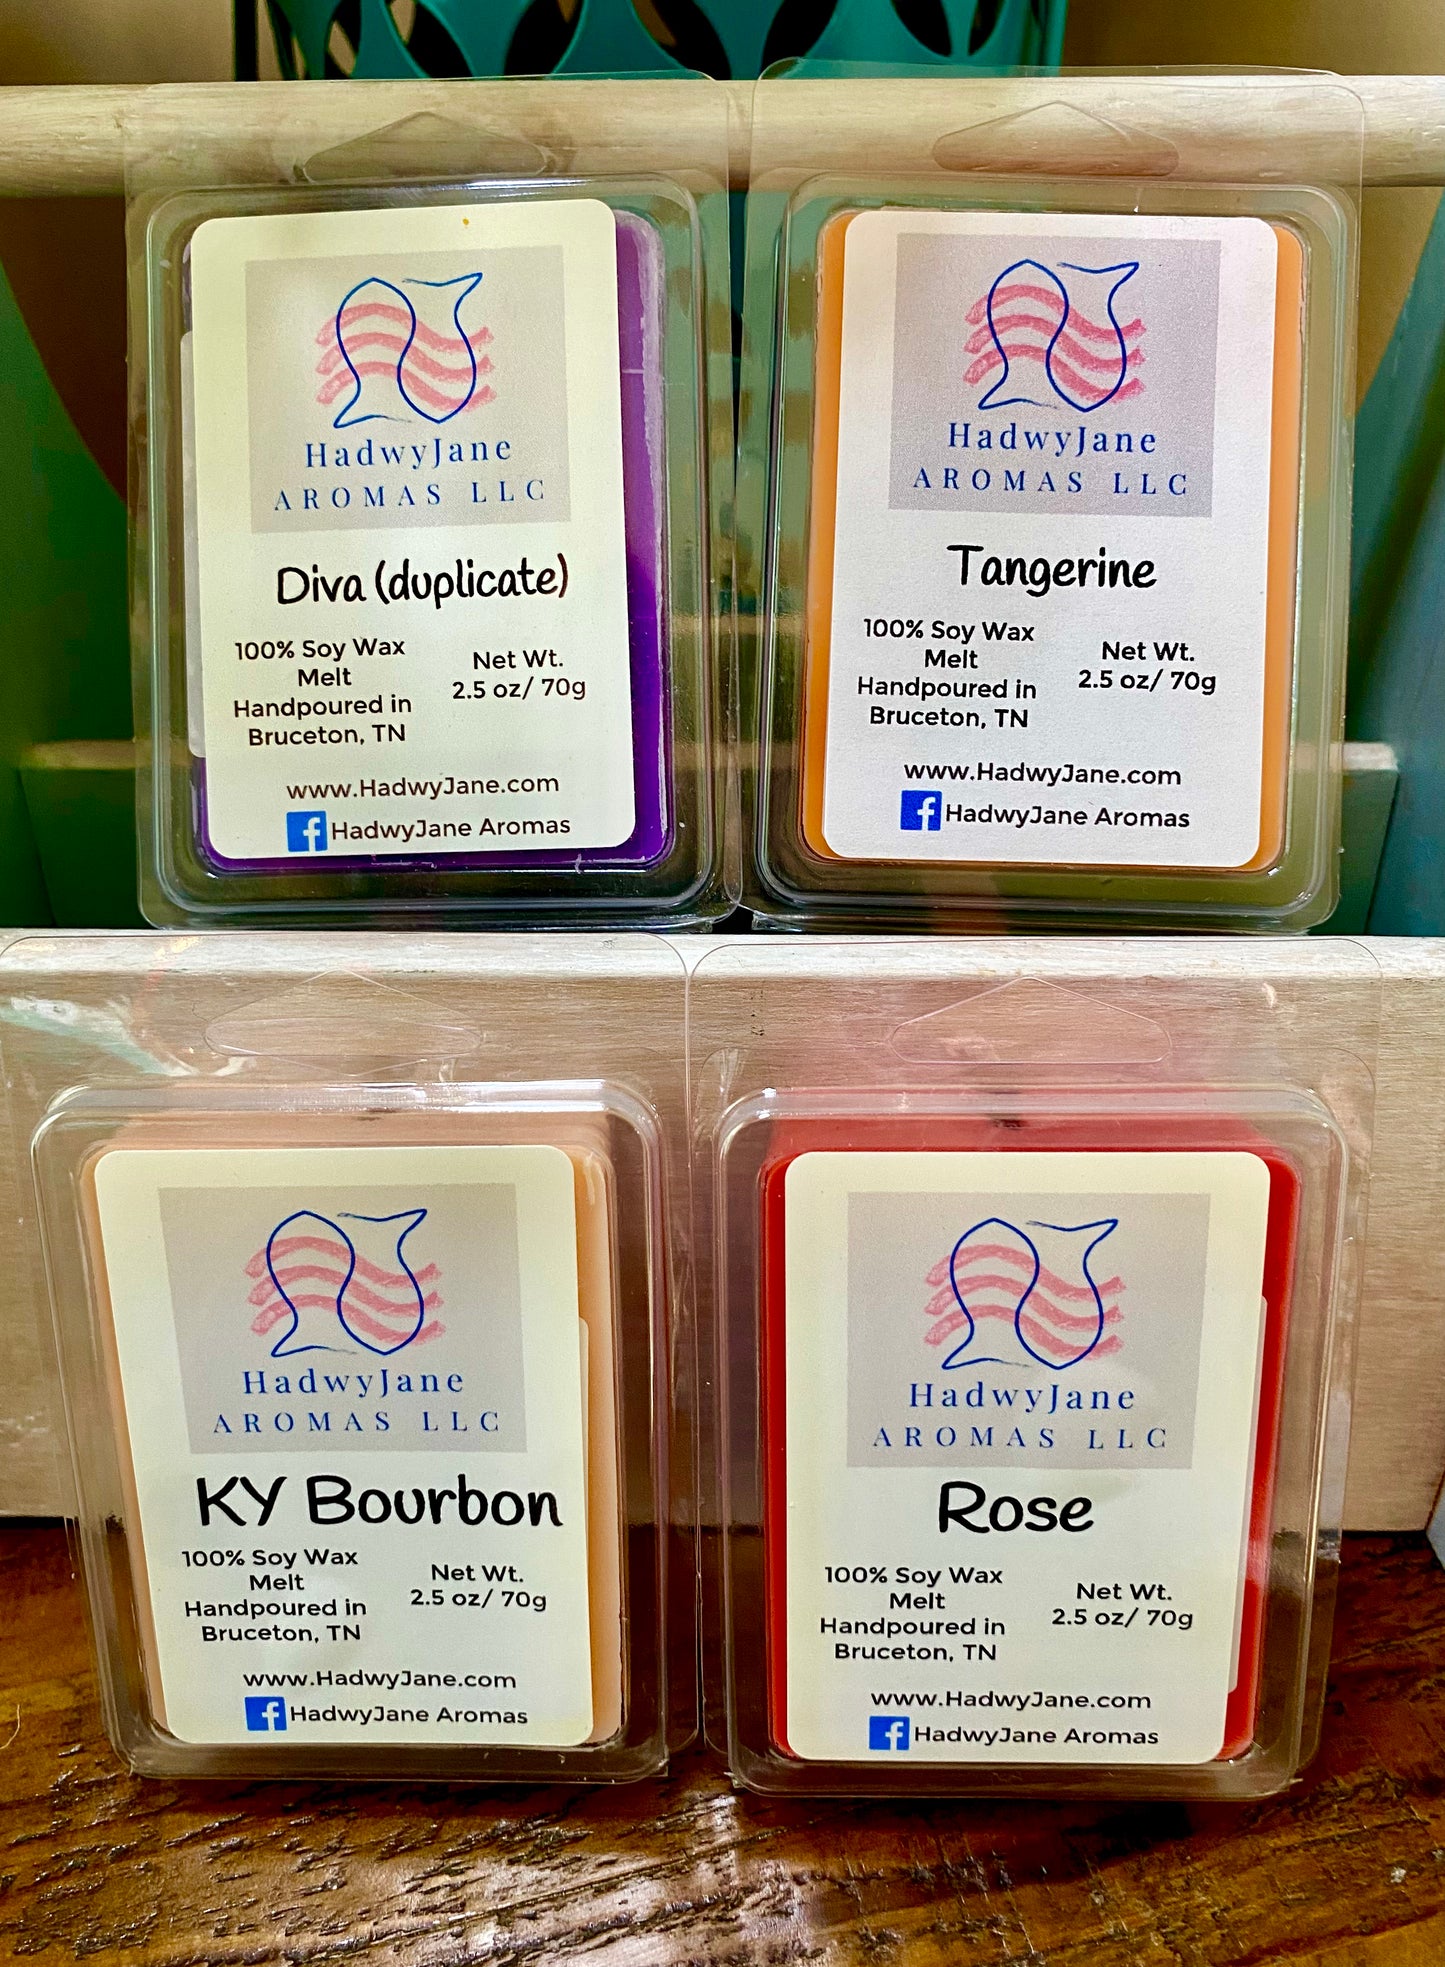 HadwyJane
AROMAS LLC
Diva (duplicate)
100% Soy Wax
Melt
Handpoured in
Bruceton, TN
Net Wt.
2.5 oz/ 70g
www.HadwyJane.com
HadwyJane Aromas
HadwyJane
AROMAS LLC
Tangerine
100% Soy Wax
Melt
Handpoured in
Bruceton, TN
Net Wt.
2.5 oz/ 70g
www.HadwyJane.com
HadwyJane Aromas
HadwyJane
AROMAS LLC
KY Bourbon
100% Soy Wax
Melt
Handpoured in
Bruceton, TN
Net Wt.
2.5 oz/ 70g
www.HadwyJane.com
HadwyJane Aromas
HadwyJane
AROMAS LLC
Rose
100% Soy Wax
Melt
Handpoured in
Bruceton, TN
Net Wt.
2.5 oz/ 70g
www.HadwyJane.com
HadwyJane Aromas